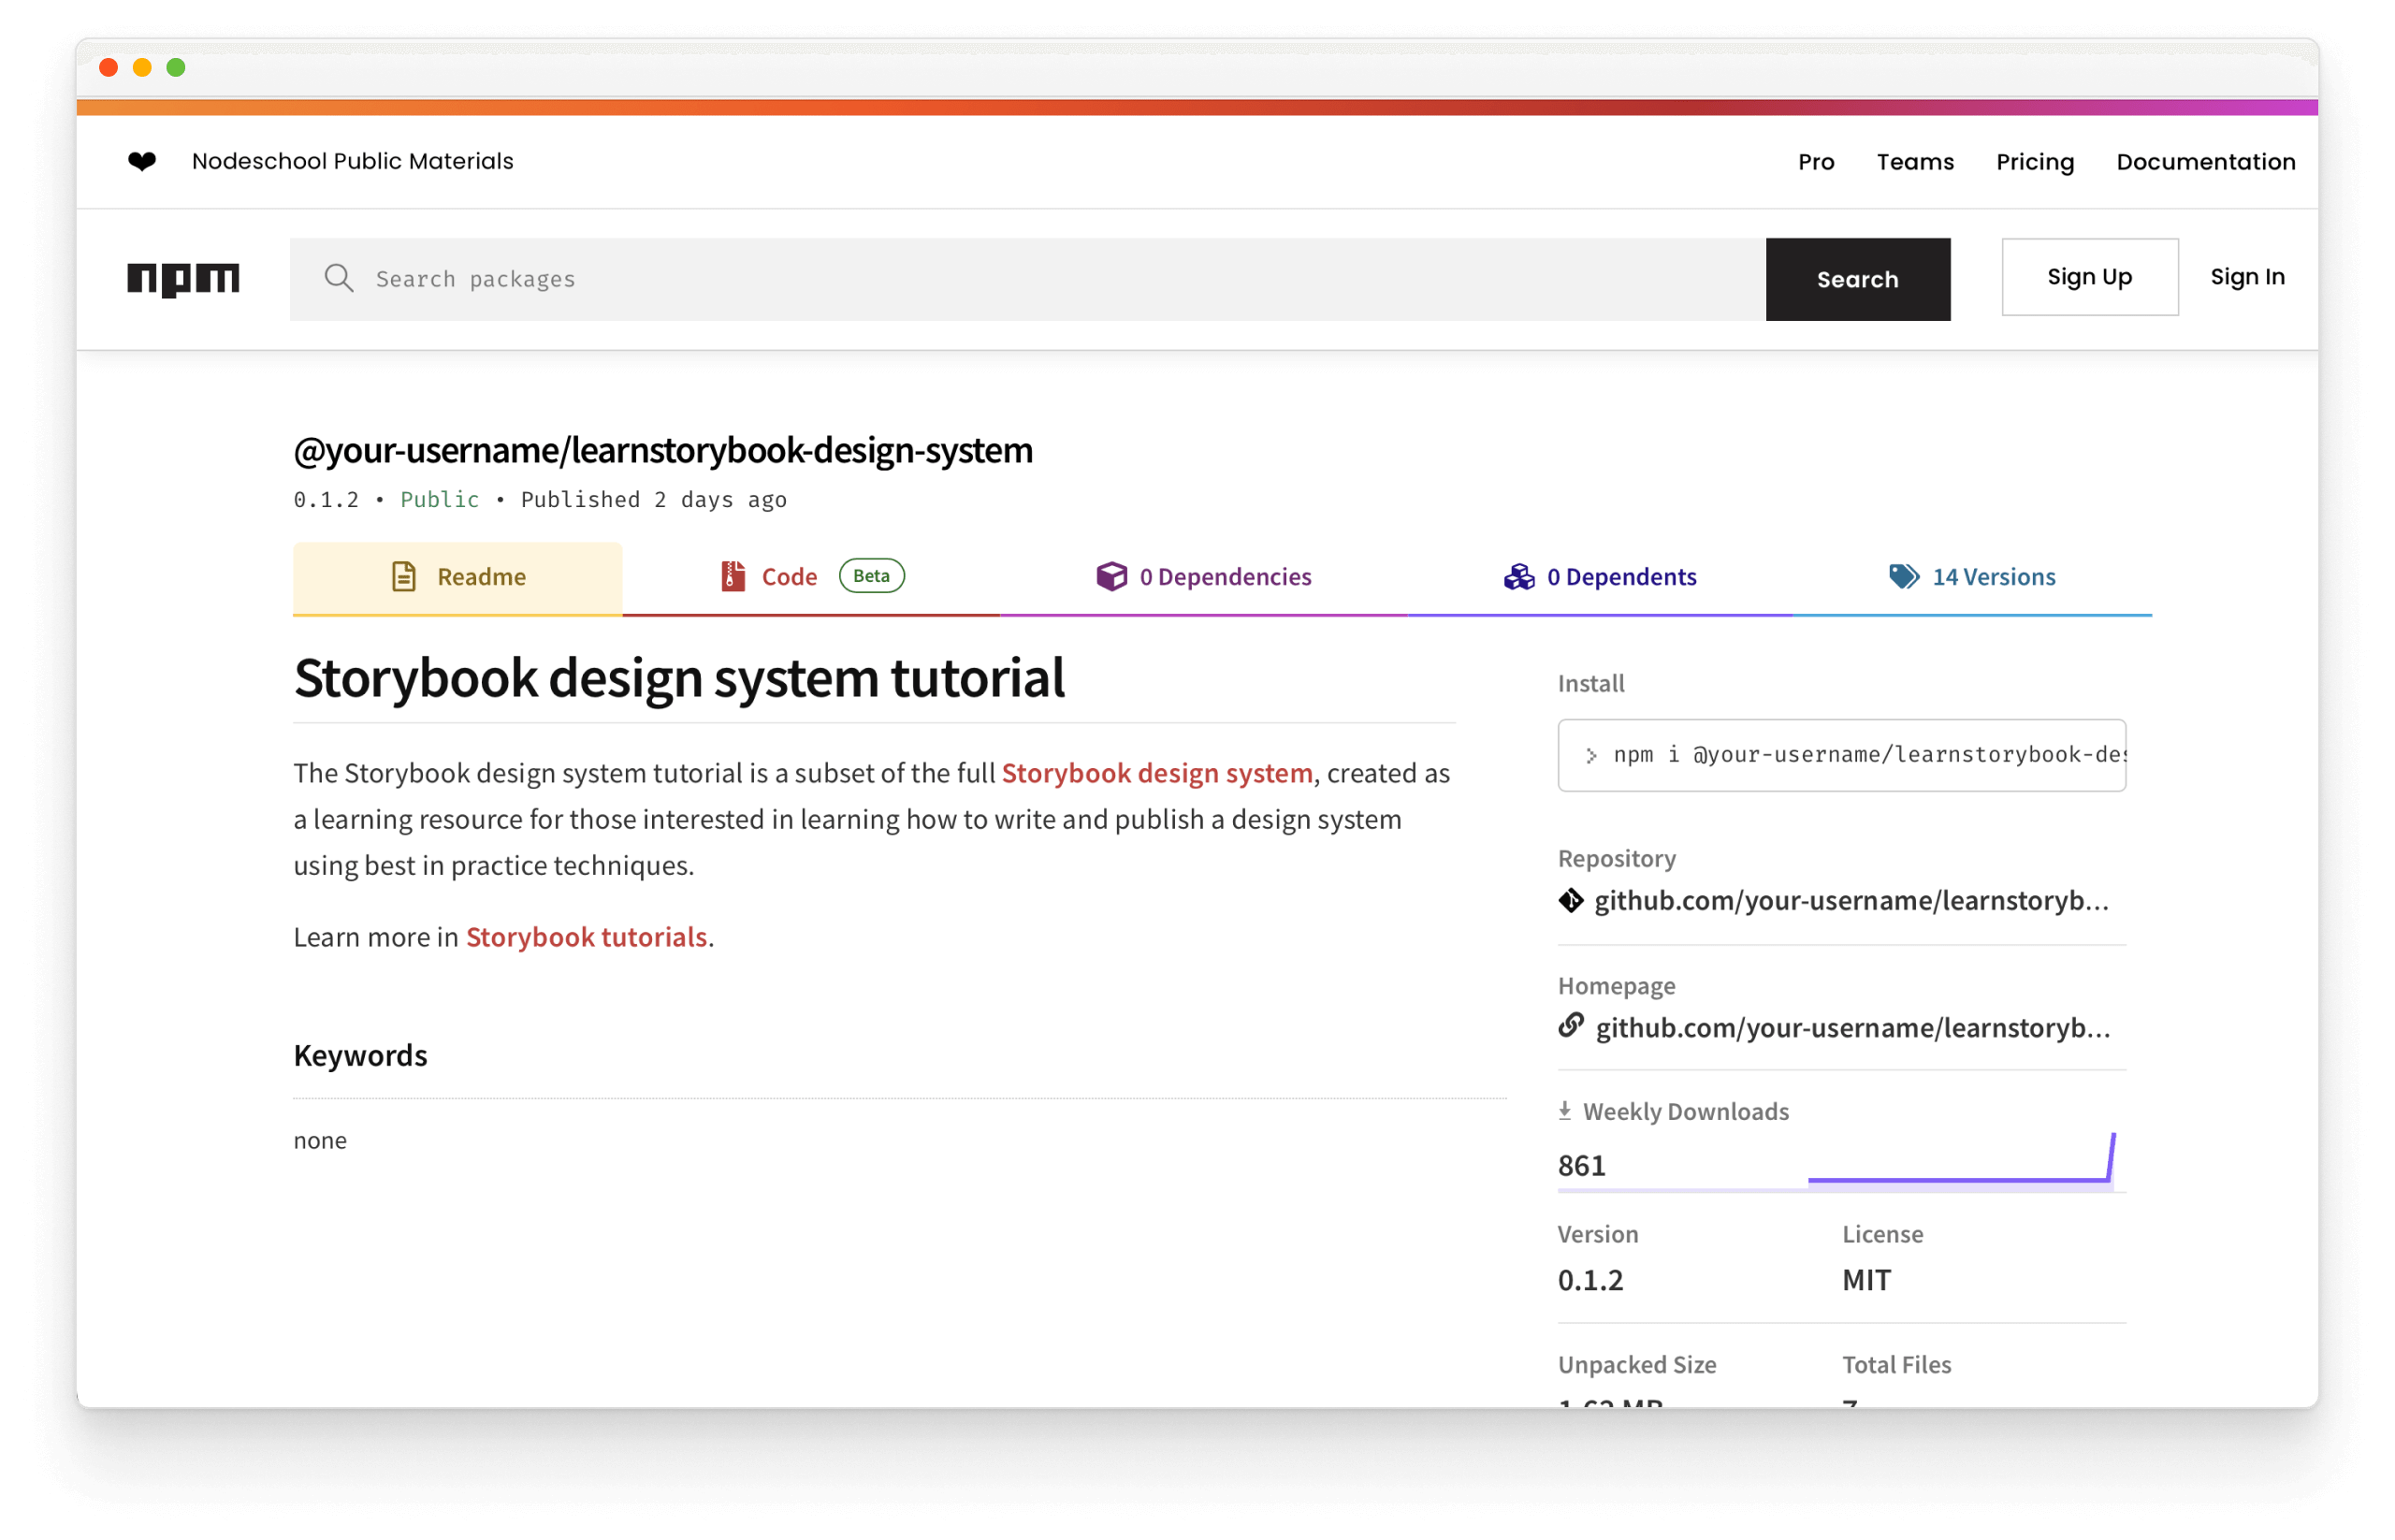 Nodeschool Public Materials
Pro Teams Pricing Documentation
npm
Search packages
Search
Sign Up
Sign In
@your-username/learnstorybook-design-system
0.1.2 • Public • Published 2 days ago
Readme
Code Beta
0 Dependencies
0 Dependents
14 Versions
Storybook design system tutorial
The Storybook design system tutorial is a subset of the full Storybook design system, created as
a learning resource for those interested in learning how to write and publish a design system
using best in practice techniques.
Learn more in Storybook tutorials.
Keywords
none
Install
> npm i @your-username/learnstorybook-des
Repository
github.com/your-username/learnstoryb...
Homepage
github.com/your-username/learnstoryb...
Weekly Downloads
861
Version
0.1.2
License
MIT
Unpacked Size
Total Files